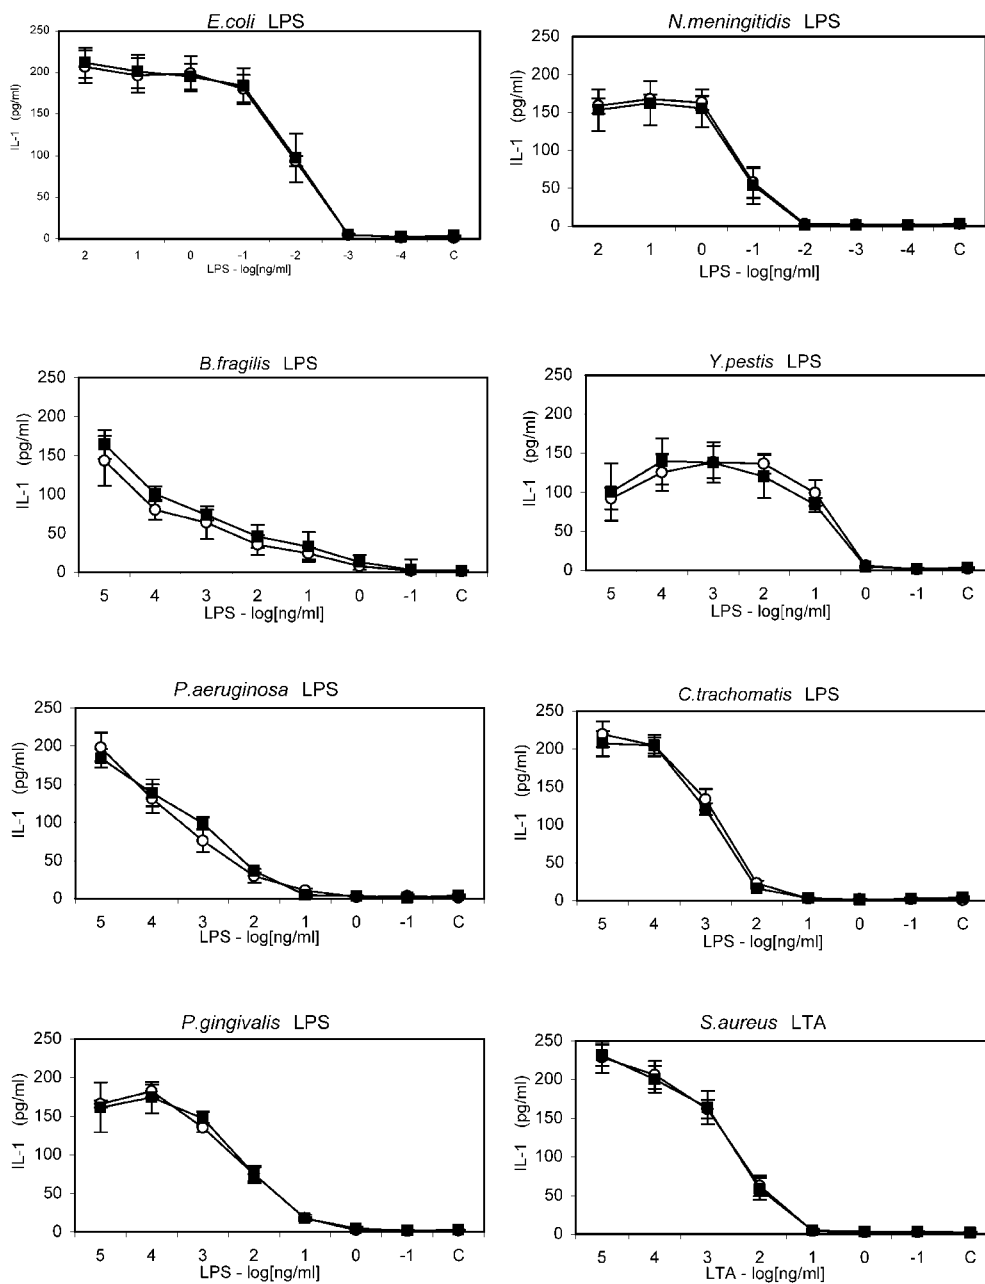 E.coli LPS
250
200
150
100
50
0
IL-1 (pg/ml)
2 1 0 -1 -2 -3 -4 C
LPS - log[ng/ml]
N.meningitidis LPS
250
200
150
100
50
0
IL-1 (pg/ml)
2 1 0 -1 -2 -3 -4 C
LPS - log[ng/ml]
B.fragilis LPS
250
200
150
100
50
0
IL-1 (pg/ml)
5 4 3 2 1 0 -1 C
LPS - log[ng/ml]
Y.pestis LPS
250
200
150
100
50
0
IL-1 (pg/ml)
5 4 3 2 1 0 -1 C
LPS - log[ng/ml]
P.aeruginosa LPS
250
200
150
100
50
0
IL-1 (pg/ml)
5 4 3 2 1 0 -1 C
LPS - log[ng/ml]
C.trachomatis LPS
250
200
150
100
50
0
IL-1 (pg/ml)
5 4 3 2 1 0 -1 C
LPS - log[ng/ml]
P.gingivalis LPS
250
200
150
100
50
0
IL-1 (pg/ml)
5 4 3 2 1 0 -1 C
LPS - log[ng/ml]
S.aureus LTA
250
200
150
100
50
0
IL-1 (pg/ml)
5 4 3 2 1 0 -1 C
LTA - log[ng/ml]